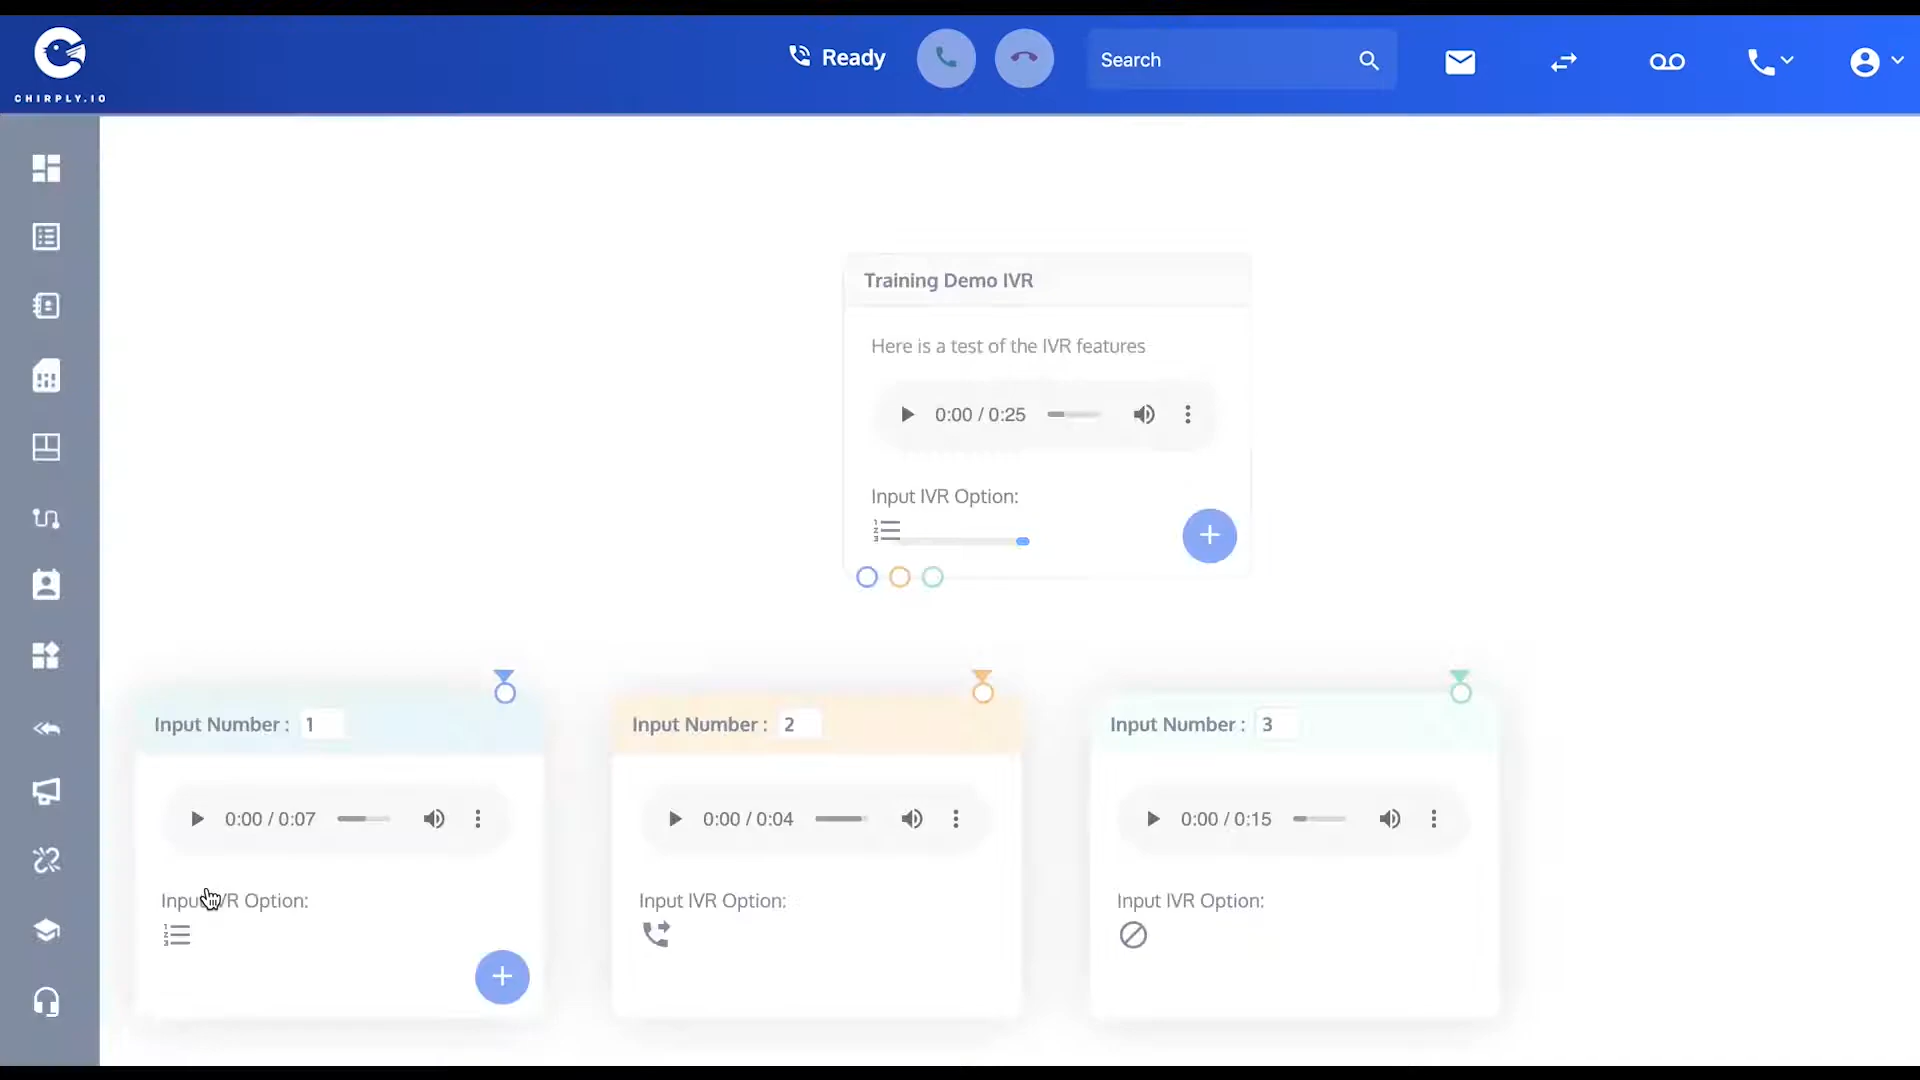 CHIRPLY.IO
Ready
Search
Training Demo IVR
Here is a test of the IVR features
0:00 / 0:25
Input IVR Option:
Input Number : 1
Input Number : 2
Input Number : 3
0:00 / 0:07
0:00 / 0:04
0:00 / 0:15
Input IVR Option:
Input IVR Option:
Input IVR Option: